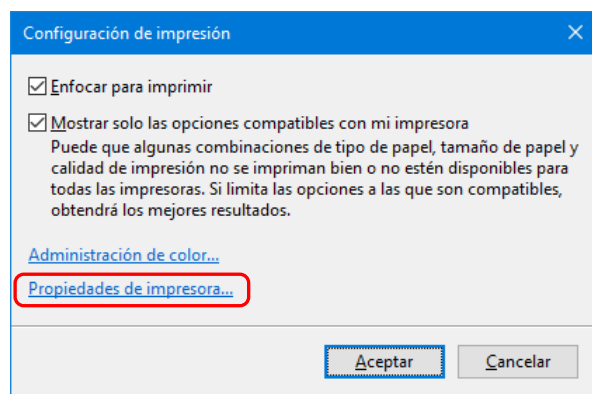 Configuración de impresión
Enfocar para imprimir
Mostrar solo las opciones compatibles con mi impresora
Puede que algunas combinaciones de tipo de papel, tamaño de papel y
calidad de impresión no se impriman bien o no estén disponibles para
todas las impresoras. Si limita las opciones a las que son compatibles,
obtendrá los mejores resultados.
Administración de color...
Propiedades de impresora...
Aceptar
Cancelar